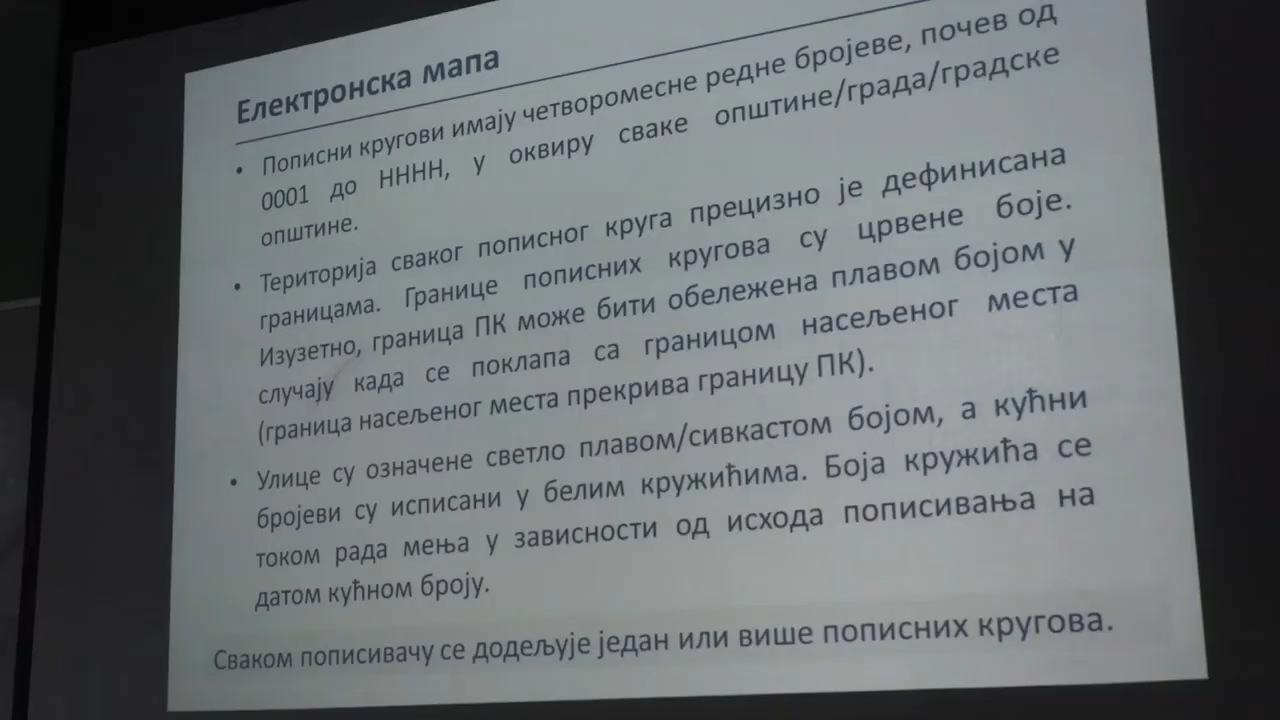 Електронска мапа
• Пописни кругови имају четворомесне редне бројеве, почев од
0001 до НННН, у оквиру сваке општине/града/градске
општине.
• Територија сваког пописног круга прецизно је дефинисана
границама. Границе пописних кругова су црвене боје.
Изузетно, граница ПК може бити обележена плавом бојом у
случају када се поклапа са границом насељеног места
(граница насељеног места прекрива границу ПК).
• Улице су означене светло плавом/сивкастом бојом, а кућни
бројеви су исписани у белим кружићима. Боја кружића се
током рада мења у зависности од исхода пописивања на
датом кућном броју.
Сваком пописивачу се додељује један или више пописних кругова.